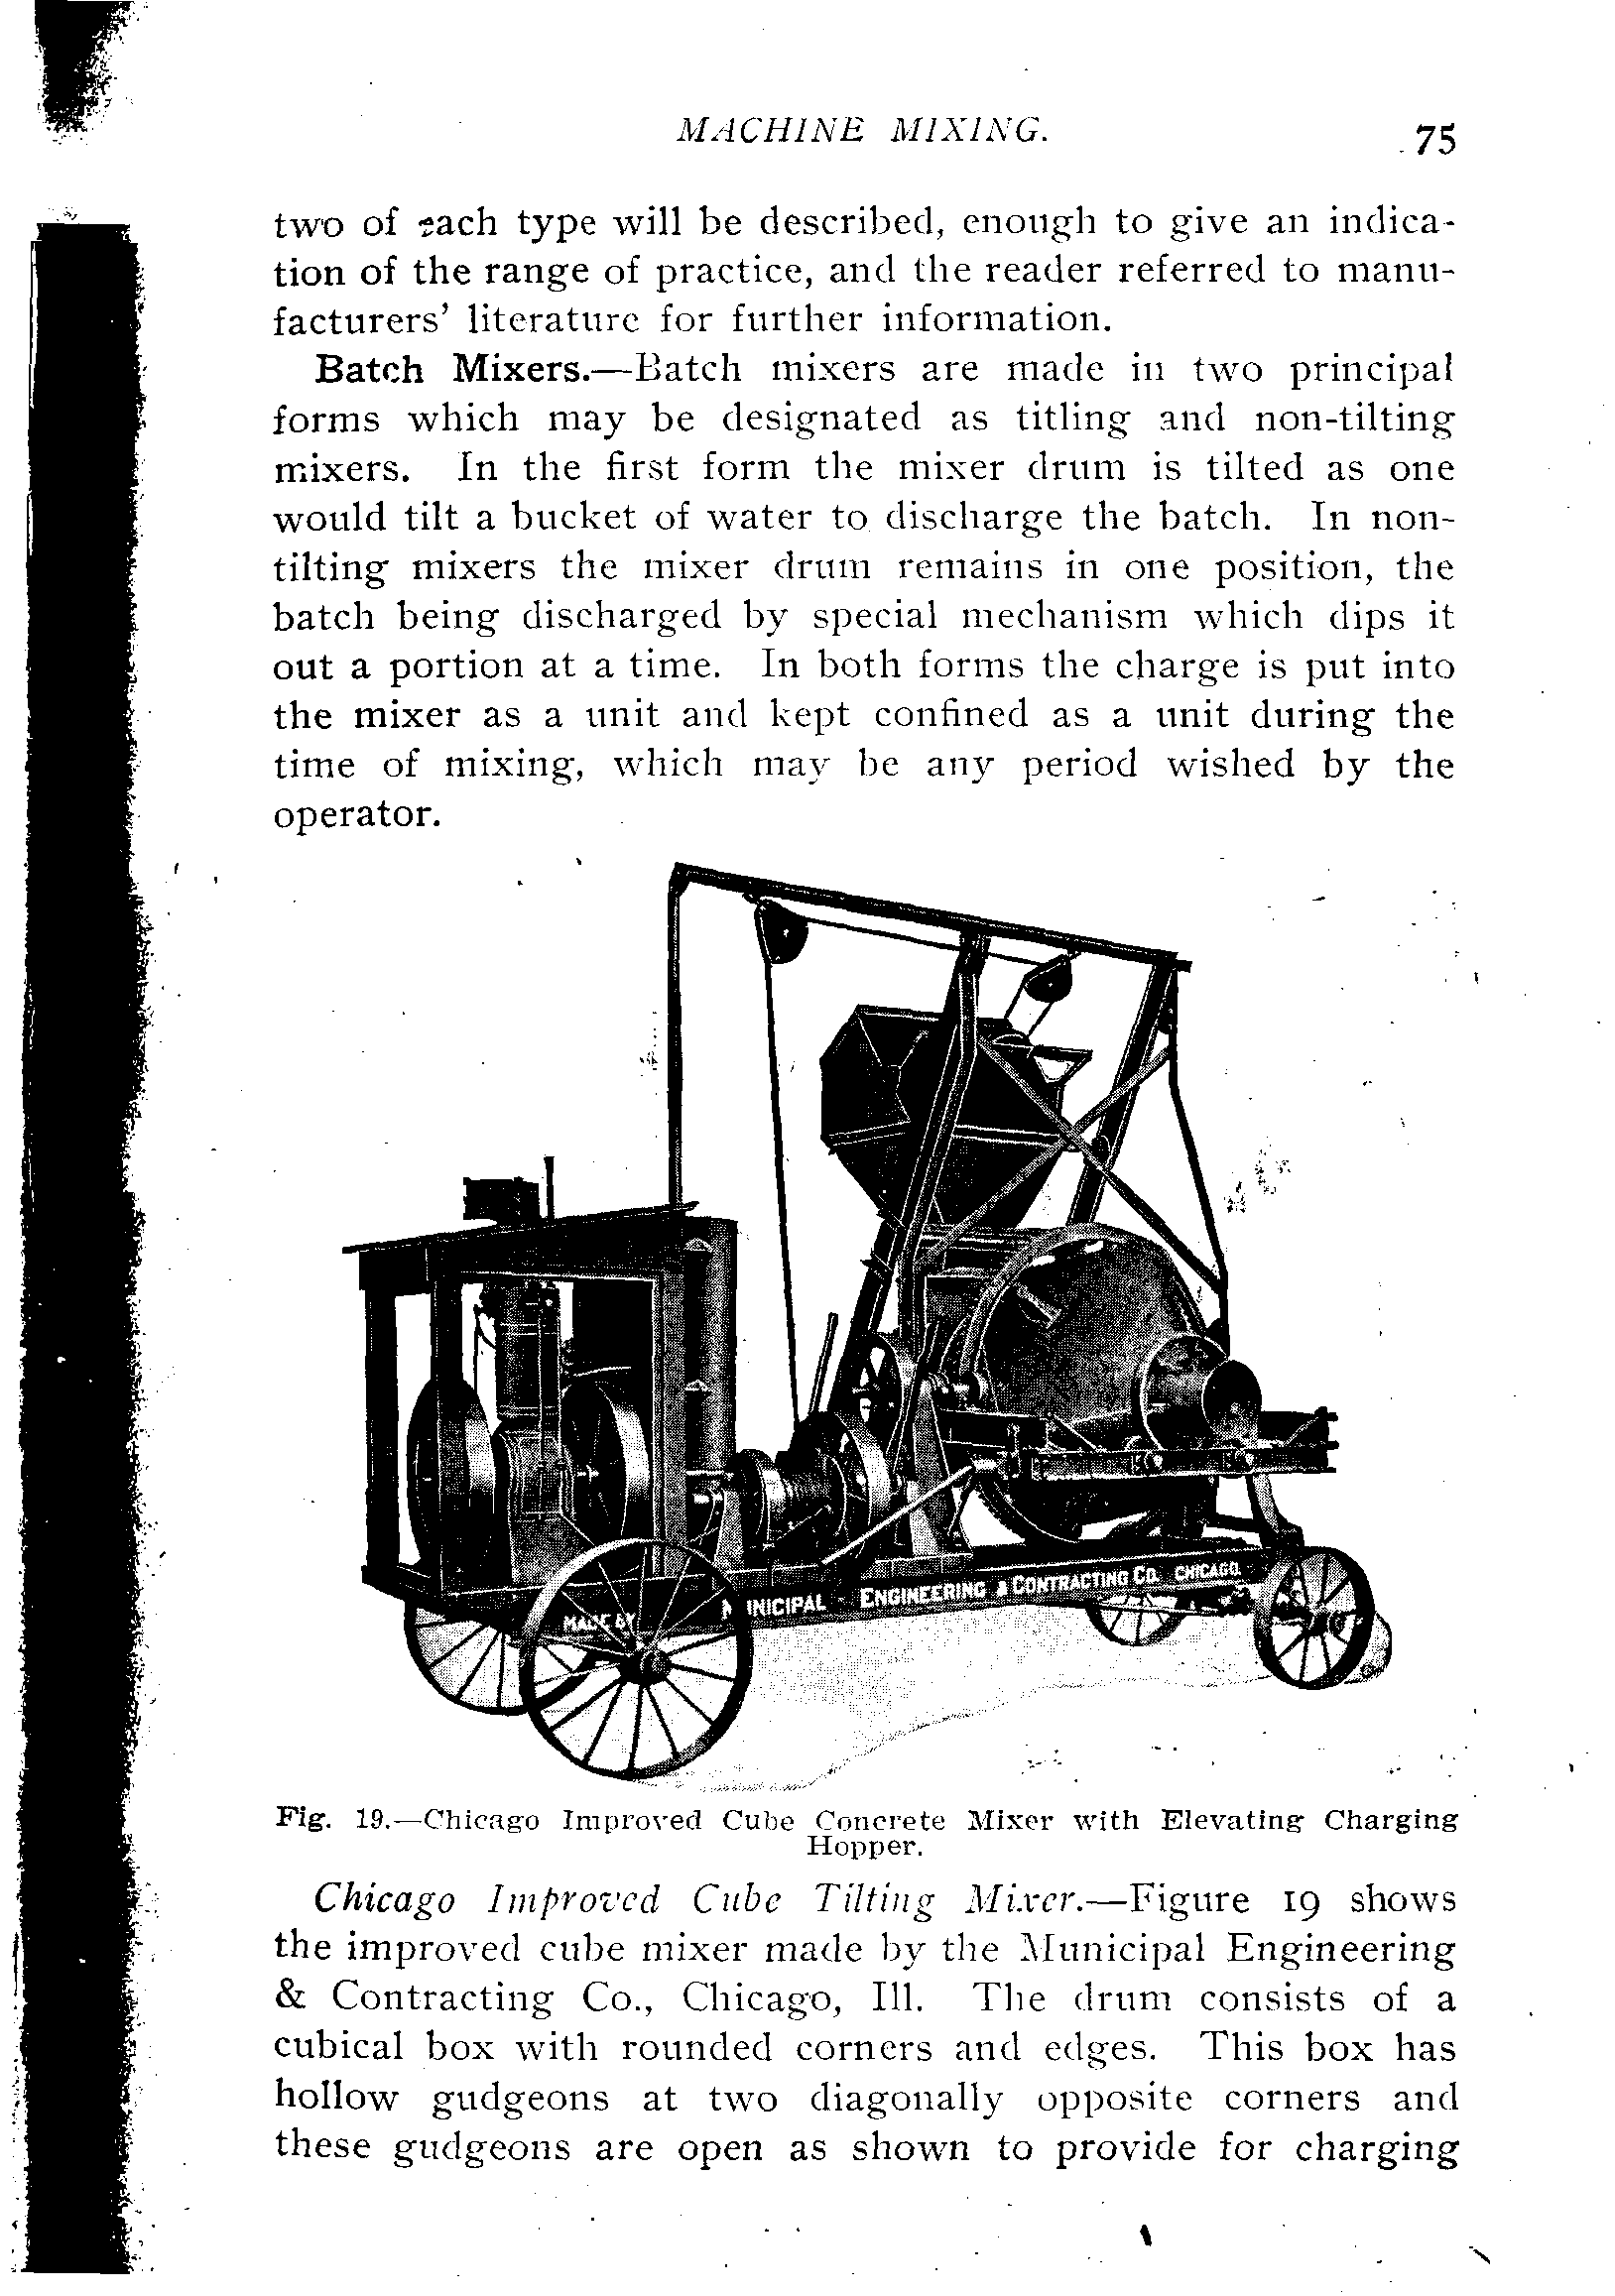 MACHINE MIXING.
75
two of each type will be described, enough to give an indica-
tion of the range of practice, and the reader referred to manu-
facturers' literature for further information.
Batch Mixers.—Batch mixers are made in two principal
forms which may be designated as titling and non-tilting
mixers. In the first form the mixer drum is tilted as one
would tilt a bucket of water to discharge the batch. In non-
tilting mixers the mixer drum remains in one position, the
batch being discharged by special mechanism which dips it
out a portion at a time. In both forms the charge is put into
the mixer as a unit and kept confined as a unit during the
time of mixing, which may be any period wished by the
operator.
MADE BY MUNICIPAL ENGINEERING & CONTRACTING CO. CHICAGO.
Fig. 19.—Chicago Improved Cube Concrete Mixer with Elevating Charging
Hopper.
Chicago Improved Cube Tilting Mixer.—Figure 19 shows
the improved cube mixer made by the Municipal Engineering
& Contracting Co., Chicago, Ill. The drum consists of a
cubical box with rounded corners and edges. This box has
hollow gudgeons at two diagonally opposite corners and
these gudgeons are open as shown to provide for charging